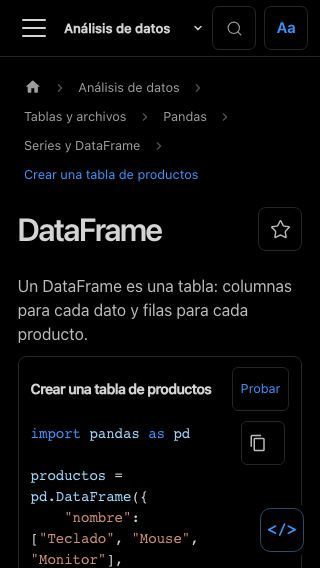 Análisis de datos
Aa
Análisis de datos
Tablas y archivos
Pandas
Series y DataFrame
Crear una tabla de productos
DataFrame
Un DataFrame es una tabla: columnas
para cada dato y filas para cada
producto.
Crear una tabla de productos
Probar
import pandas as pd
productos =
pd.DataFrame({
"nombre":
["Teclado", "Mouse",
"Monitor"],
</>